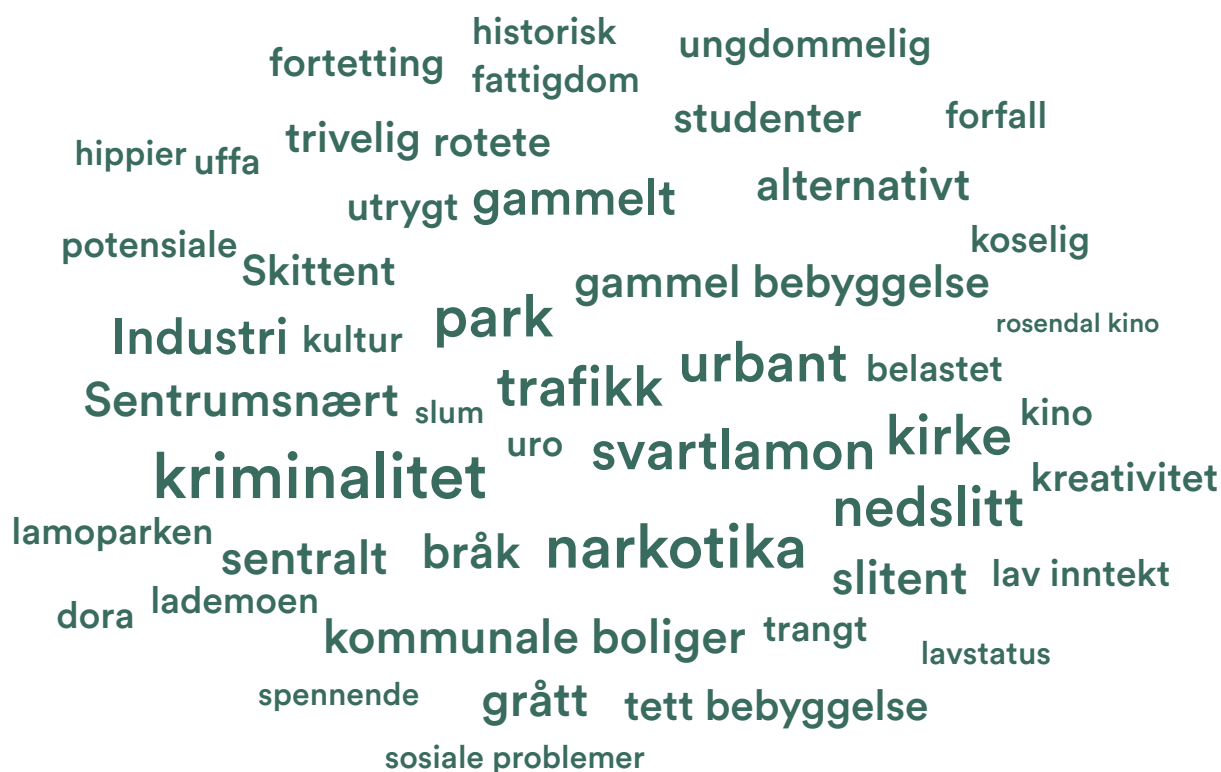 historisk
ungdommelig
fortetting
fattigdom
studenter
forfall
trivelig
rotete
hippier
uffa
alternativt
gammelt
utrygt
potensiale
koselig
Skittent
gammel bebyggelse
park
rosendal kino
Industri
kultur
urbant
belastet
trafikk
Sentrumsnært
slum
kino
uro
svartlamon
kirke
kriminalitet
kreativitet
nedslitt
lamoparken
sentralt
bråk
narkotika
slitent
lav inntekt
lademoen
dora
kommunale boliger
trangt
lavstatus
spennende
grått
tett bebyggelse
sosiale problemer